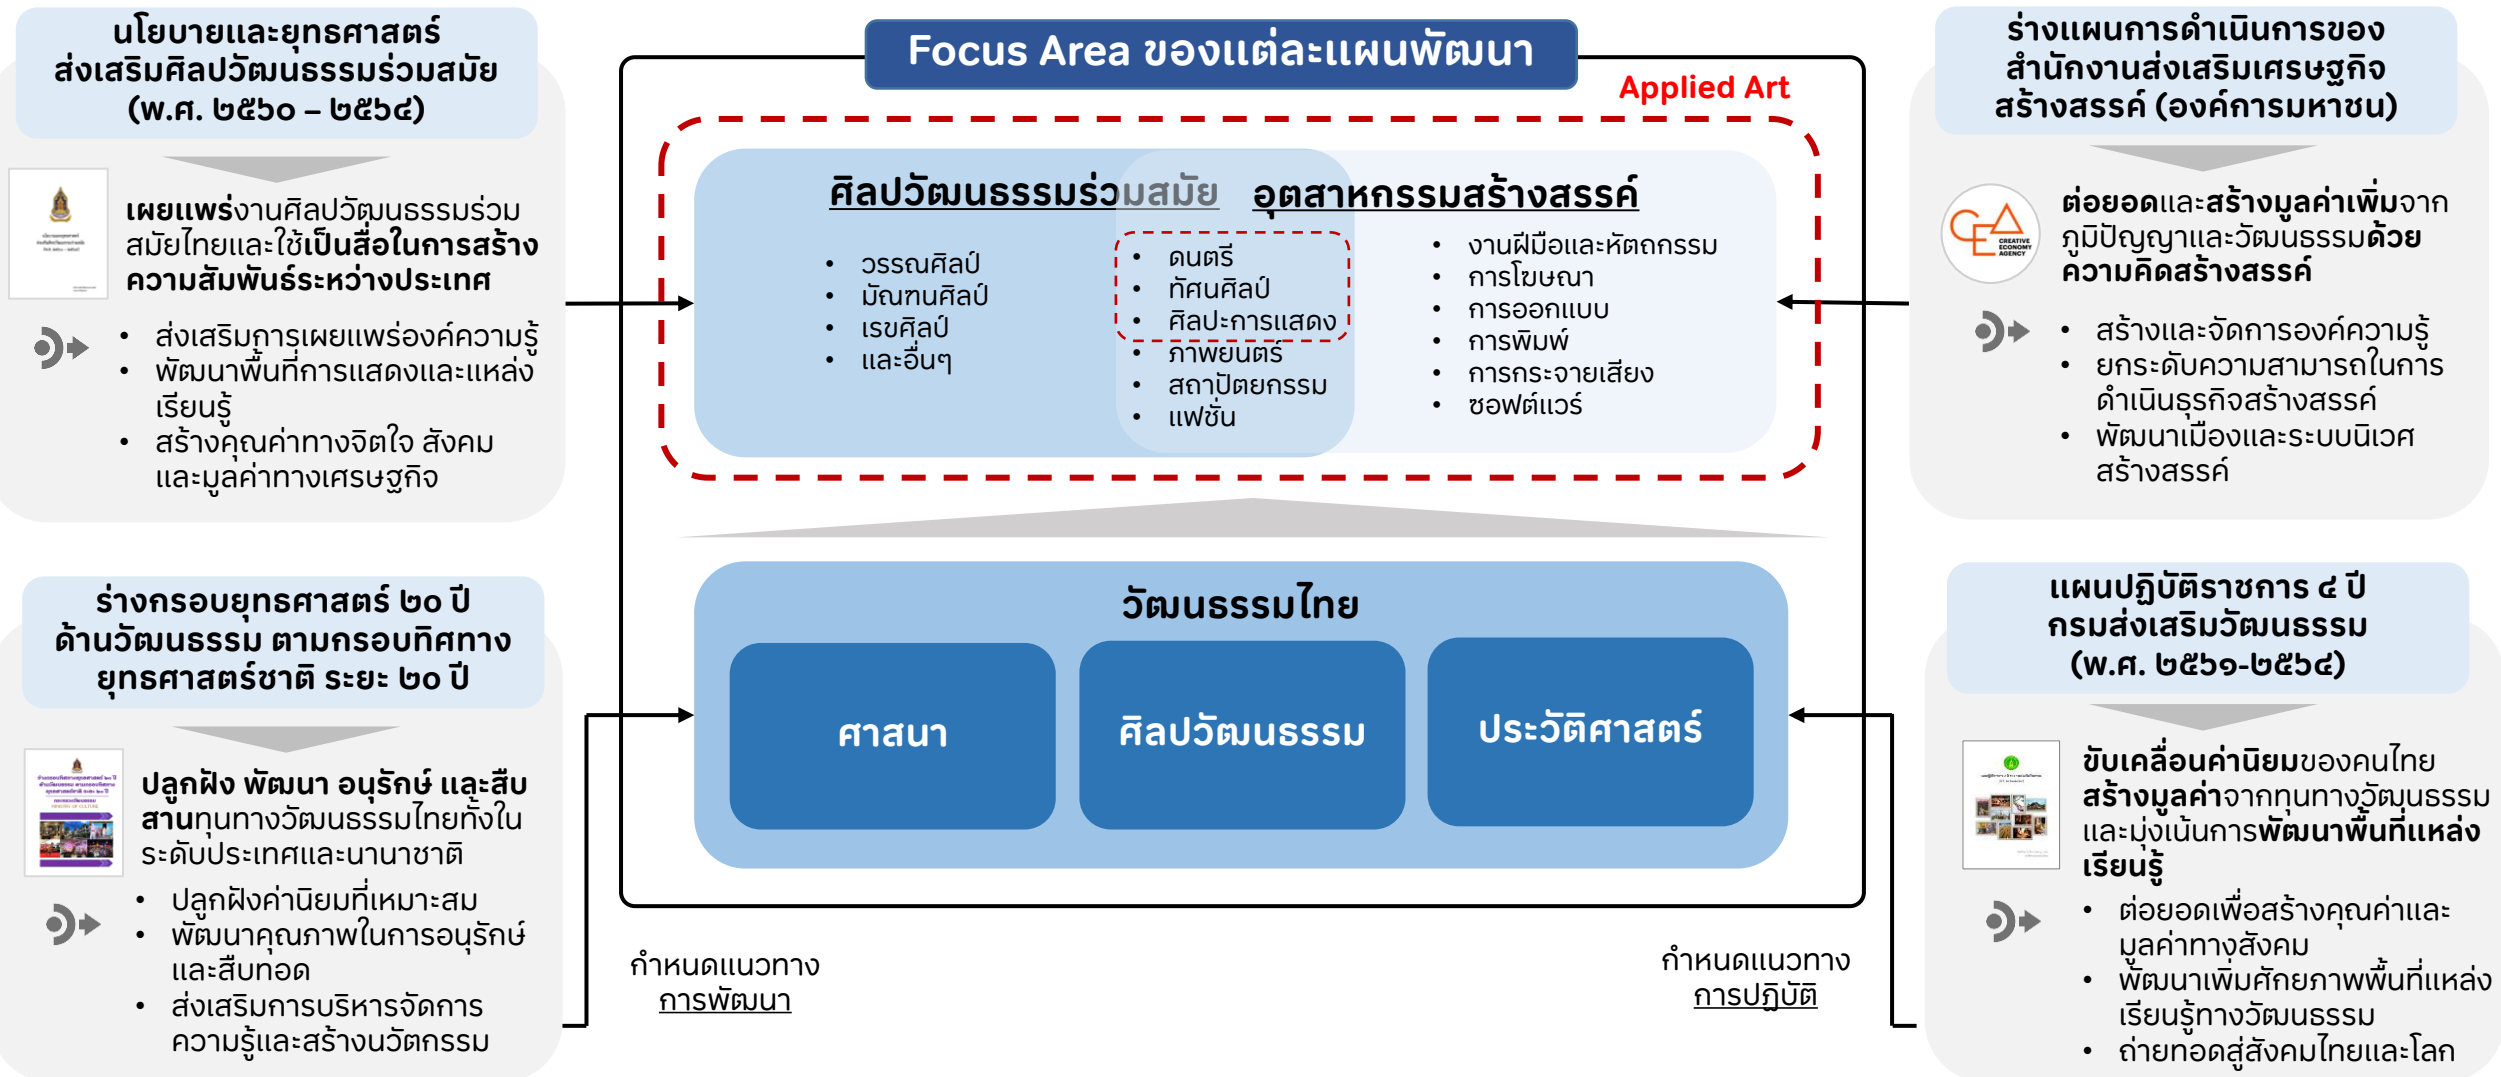 นโยบายและยุทธศาสตร์
ส่งเสริมศิลปวัฒนธรรมร่วมสมัย
(พ.ศ. ๒๕๖๐ – ๒๕๖๔)
เผยแพร่งานศิลปวัฒนธรรมร่วม
สมัยไทยและใช้เป็นสื่อในการสร้าง
ความสัมพันธ์ระหว่างประเทศ
• ส่งเสริมการเผยแพร่องค์ความรู้
• พัฒนาพื้นที่การแสดงและแหล่ง
เรียนรู้
• สร้างคุณค่าทางจิตใจ สังคม
และมูลค่าทางเศรษฐกิจ
ร่างกรอบยุทธศาสตร์ ๒๐ ปี
ด้านวัฒนธรรม ตามกรอบทิศทาง
ยุทธศาสตร์ชาติ ระยะ ๒๐ ปี
ปลูกฝัง พัฒนา อนุรักษ์ และสืบ
สานทุนทางวัฒนธรรมไทยทั้งใน
ระดับประเทศและนานาชาติ
• ปลูกฝังค่านิยมที่เหมาะสม
• พัฒนาคุณภาพในการอนุรักษ์
และสืบทอด
• ส่งเสริมการบริหารจัดการ
ความรู้และสร้างนวัตกรรม
Focus Area ของแต่ละแผนพัฒนา
Applied Art
ศิลปวัฒนธรรมร่วมสมัย
• วรรณศิลป์
• มัณฑนศิลป์
• เรขศิลป์
• และอื่นๆ
• ดนตรี
• ทัศนศิลป์
• ศิลปะการแสดง
• ภาพยนตร์
• สถาปัตยกรรม
• แฟชั่น
อุตสาหกรรมสร้างสรรค์
• งานฝีมือและหัตถกรรม
• การโฆษณา
• การออกแบบ
• การพิมพ์
• การกระจายเสียง
• ซอฟต์แวร์
วัฒนธรรมไทย
ศาสนา
ศิลปวัฒนธรรม
ประวัติศาสตร์
กำหนดแนวทาง
การพัฒนา
กำหนดแนวทาง
การปฏิบัติ
ร่างแผนการดำเนินการของ
สำนักงานส่งเสริมเศรษฐกิจ
สร้างสรรค์ (องค์การมหาชน)
CEA
CREATIVE
ECONOMY
AGENCY
ต่อยอดและสร้างมูลค่าเพิ่มจาก
ภูมิปัญญาและวัฒนธรรมด้วย
ความคิดสร้างสรรค์
• สร้างและจัดการองค์ความรู้
• ยกระดับความสามารถในการ
ดำเนินธุรกิจสร้างสรรค์
• พัฒนาเมืองและระบบนิเวศ
สร้างสรรค์
แผนปฏิบัติราชการ ๔ ปี
กรมส่งเสริมวัฒนธรรม
(พ.ศ. ๒๕๖๑-๒๕๖๔)
ขับเคลื่อนค่านิยมของคนไทย
สร้างมูลค่าจากทุนทางวัฒนธรรม
และมุ่งเน้นการพัฒนาพื้นที่แหล่ง
เรียนรู้
• ต่อยอดเพื่อสร้างคุณค่าและ
มูลค่าทางสังคม
• พัฒนาเพิ่มศักยภาพพื้นที่แหล่ง
เรียนรู้ทางวัฒนธรรม
• ถ่ายทอดสู่สังคมไทยและโลก